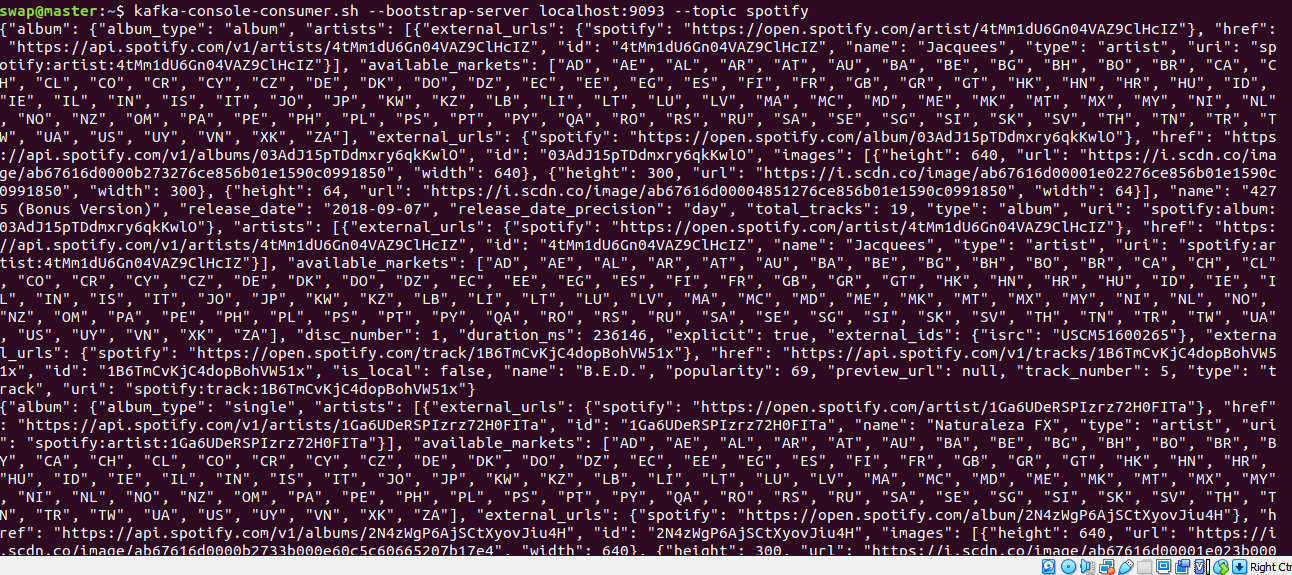 swap@master:~$ kafka-console-consumer.sh --bootstrap-server localhost:9093 --topic spotify
{"album": {"album_type": "album", "artists": [{"external_urls": {"spotify": "https://open.spotify.com/artist/4tMm1dU6Gn04VAZ9ClHcIZ"}, "href":
 "https://api.spotify.com/v1/artists/4tMm1dU6Gn04VAZ9ClHcIZ", "id": "4tMm1dU6Gn04VAZ9ClHcIZ", "name": "Jacquees", "type": "artist", "uri": "sp
otify:artist:4tMm1dU6Gn04VAZ9ClHcIZ"}], "available_markets": ["AD", "AE", "AL", "AR", "AT", "AU", "BA", "BE", "BG", "BH", "BO", "BR", "CA", "C
H", "CL", "CO", "CR", "CY", "CZ", "DE", "DK", "DO", "DZ", "EC", "EE", "EG", "ES", "FI", "FR", "GB", "GR", "GT", "HK", "HN", "HR", "HU", "ID",
"IE", "IL", "IN", "IS", "IT", "JO", "JP", "KW", "KZ", "LB", "LI", "LT", "LU", "LV", "MA", "MC", "MD", "ME", "MK", "MT", "MX", "MY", "NI", "NL"
, "NO", "NZ", "OM", "PA", "PE", "PH", "PL", "PS", "PT", "PY", "QA", "RO", "RS", "RU", "SA", "SE", "SG", "SI", "SK", "SV", "TH", "TN", "TR", "T
W", "UA", "US", "UY", "VN", "XK", "ZA"], "external_urls": {"spotify": "https://open.spotify.com/album/03AdJ15pTDdmxry6qkKwlO"}, "href": "https
://api.spotify.com/v1/albums/03AdJ15pTDdmxry6qkKwlO", "id": "03AdJ15pTDdmxry6qkKwlO", "images": [{"height": 640, "url": "https://i.scdn.co/ima
ge/ab67616d0000b273276ce856b01e1590c0991850", "width": 640}, {"height": 300, "url": "https://i.scdn.co/image/ab67616d00001e02276ce856b01e1590c
0991850", "width": 300}, {"height": 64, "url": "https://i.scdn.co/image/ab67616d00004851276ce856b01e1590c0991850", "width": 64}], "name": "427
5 (Bonus Version)", "release_date": "2018-09-07", "release_date_precision": "day", "total_tracks": 19, "type": "album", "uri": "spotify:album:
03AdJ15pTDdmxry6qkKwlO"}, "artists": [{"external_urls": {"spotify": "https://open.spotify.com/artist/4tMm1dU6Gn04VAZ9ClHcIZ"}, "href": "https:
//api.spotify.com/v1/artists/4tMm1dU6Gn04VAZ9ClHcIZ", "id": "4tMm1dU6Gn04VAZ9ClHcIZ", "name": "Jacquees", "type": "artist", "uri": "spotify:ar
tist:4tMm1dU6Gn04VAZ9ClHcIZ"}], "available_markets": ["AD", "AE", "AL", "AR", "AT", "AU", "BA", "BE", "BG", "BH", "BO", "BR", "CA", "CH", "CL"
, "CO", "CR", "CY", "CZ", "DE", "DK", "DO", "DZ", "EC", "EE", "EG", "ES", "FI", "FR", "GB", "GR", "GT", "HK", "HN", "HR", "HU", "ID", "IE", "I
L", "IN", "IS", "IT", "JO", "JP", "KW", "KZ", "LB", "LI", "LT", "LU", "LV", "MA", "MC", "MD", "ME", "MK", "MT", "MX", "MY", "NI", "NL", "NO",
"NZ", "OM", "PA", "PE", "PH", "PL", "PS", "PT", "PY", "QA", "RO", "RS", "RU", "SA", "SE", "SG", "SI", "SK", "SV", "TH", "TN", "TR", "TW", "UA"
, "US", "UY", "VN", "XK", "ZA"], "disc_number": 1, "duration_ms": 236146, "explicit": true, "external_ids": {"isrc": "USCM51600265"}, "externa
l_urls": {"spotify": "https://open.spotify.com/track/1B6TmCvKjC4dopBohVW51x"}, "href": "https://api.spotify.com/v1/tracks/1B6TmCvKjC4dopBohVW5
1x", "id": "1B6TmCvKjC4dopBohVW51x", "is_local": false, "name": "B.E.D.", "popularity": 69, "preview_url": null, "track_number": 5, "type": "t
rack", "uri": "spotify:track:1B6TmCvKjC4dopBohVW51x"}
{"album": {"album_type": "single", "artists": [{"external_urls": {"spotify": "https://open.spotify.com/artist/1Ga6UDeRSPIzrz72H0FITa"}, "href"
: "https://api.spotify.com/v1/artists/1Ga6UDeRSPIzrz72H0FITa", "id": "1Ga6UDeRSPIzrz72H0FITa", "name": "Naturaleza FX", "type": "artist", "uri
": "spotify:artist:1Ga6UDeRSPIzrz72H0FITa"}], "available_markets": ["AD", "AE", "AL", "AR", "AT", "AU", "BA", "BE", "BG", "BH", "BO", "BR", "B
Y", "CA", "CH", "CL", "CO", "CR", "CY", "CZ", "DE", "DK", "DO", "DZ", "EC", "EE", "EG", "ES", "FI", "FR", "GB", "GR", "GT", "HK", "HN", "HR",
"HU", "ID", "IE", "IL", "IN", "IS", "IT", "JO", "JP", "KW", "KZ", "LB", "LI", "LT", "LU", "LV", "MA", "MC", "MD", "ME", "MK", "MT", "MX", "MY"
, "NI", "NL", "NO", "NZ", "OM", "PA", "PE", "PH", "PL", "PS", "PT", "PY", "QA", "RO", "RS", "RU", "SA", "SE", "SG", "SI", "SK", "SV", "TH", "T
N", "TR", "TW", "UA", "US", "UY", "VN", "XK", "ZA"], "external_urls": {"spotify": "https://open.spotify.com/album/2N4zWgP6AjSCtXyovJiu4H"}, "h
ref": "https://api.spotify.com/v1/albums/2N4zWgP6AjSCtXyovJiu4H", "id": "2N4zWgP6AjSCtXyovJiu4H", "images": [{"height": 640, "url": "https://i
.scdn.co/image/ab67616d0000b2733b000e60c5c60665207b17e4", "width": 640}, {"height": 300, "url": "https://i.scdn.co/image/ab67616d00001e023b000
Right Ctr